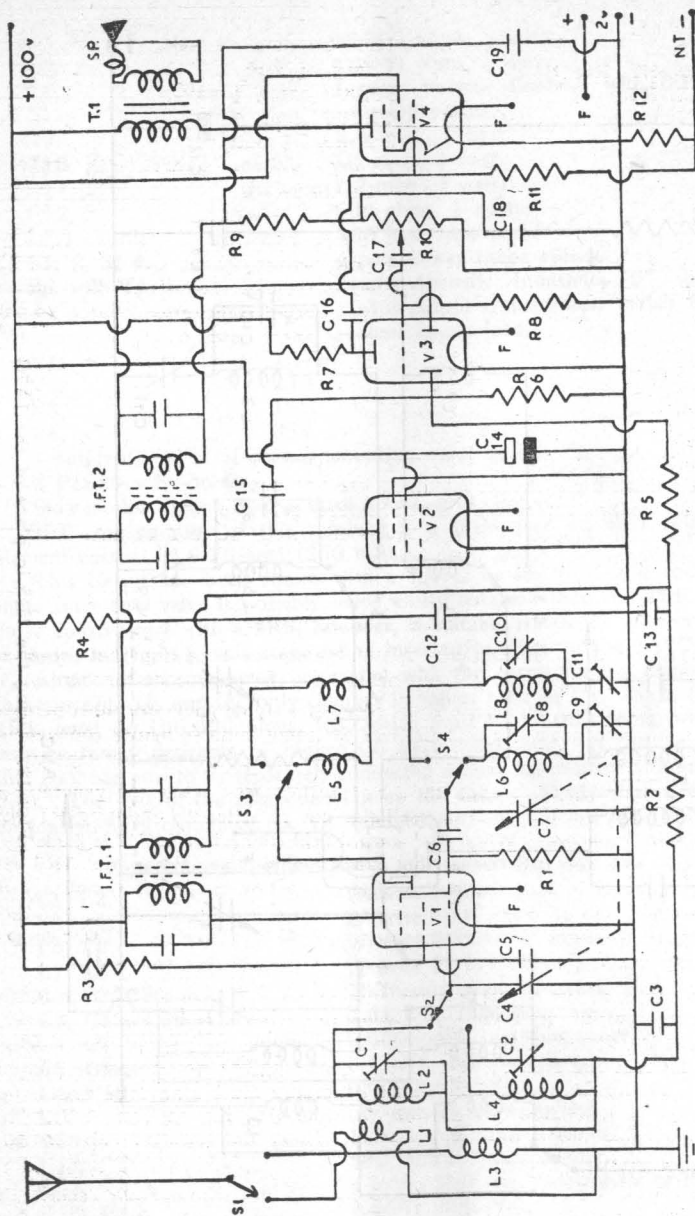 +100v
R3
I.F.T.1.
R4
I.F.T.2
T.1
SP.
S3
L5
L7
C15
R7
C16
R9
S1
L1
L3
C1
L2
C2
L4
S2
C4
C5
V1
F
C6
R1
C7
S4
L6
L8
C8
C9
C10
C11
C12
V2
F
C14
R6
V3
F
C17
R10
R8
C18
R11
V4
F
C19
F
+
2v
-
C3
R2
C13
R5
R12
NT-